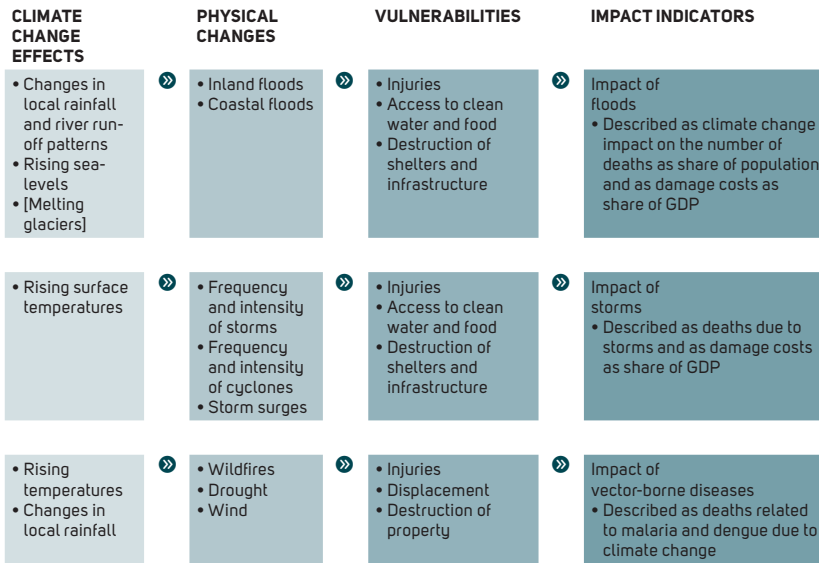 CLIMATE
CHANGE
EFFECTS
PHYSICAL
CHANGES
VULNERABILITIES
IMPACT INDICATORS
• Changes in
local rainfall
and river run-
off patterns
• Rising sea-
levels
• [Melting
glaciers]
• Inland floods
• Coastal floods
• Injuries
• Access to clean
water and food
• Destruction of
shelters and
infrastructure
Impact of
floods
• Described as climate change
impact on the number of
deaths as share of population
and as damage costs as
share of GDP
• Rising surface
temperatures
• Frequency
and intensity
of storms
• Frequency
and intensity
of cyclones
• Storm surges
• Injuries
• Access to clean
water and food
• Destruction of
shelters and
infrastructure
Impact of
storms
• Described as deaths due to
storms and as damage costs
as share of GDP
• Rising
temperatures
• Changes in
local rainfall
• Wildfires
• Drought
• Wind
• Injuries
• Displacement
• Destruction of
property
Impact of
vector-borne diseases
• Described as deaths related
to malaria and dengue due to
climate change